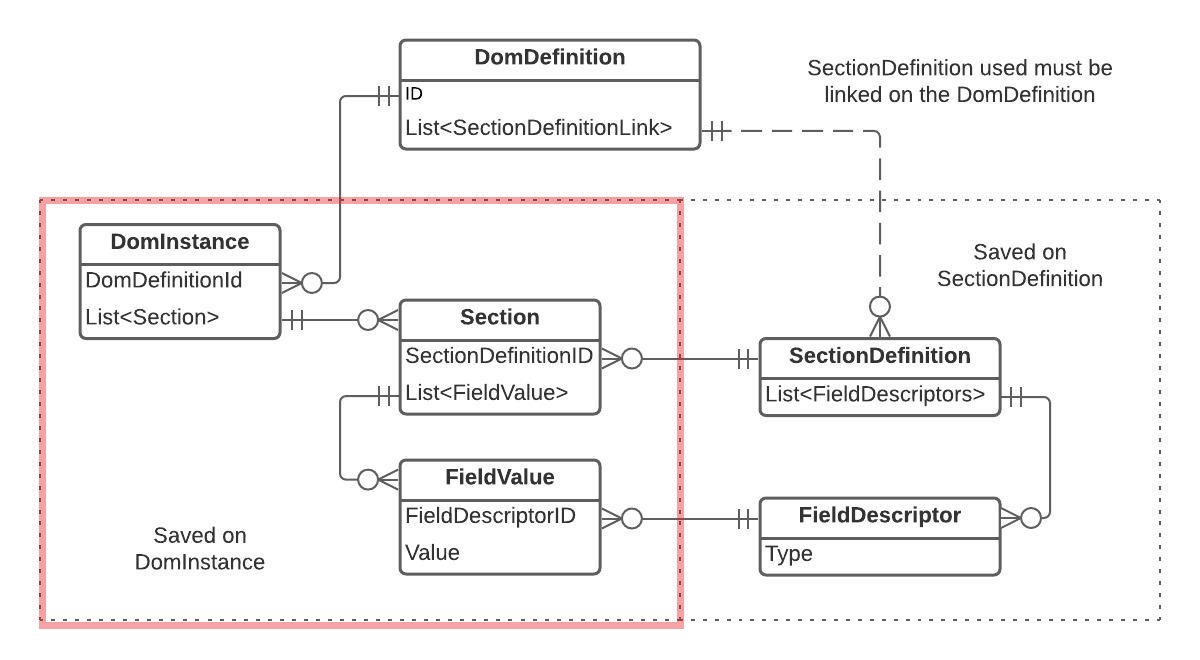 DomDefinition
ID
List<SectionDefinitionLink>
SectionDefinition used must be
linked on the DomDefinition
DomInstance
DomDefinitionId
List<Section>
Saved on
SectionDefinition
Section
SectionDefinitionID
List<FieldValue>
SectionDefinition
List<FieldDescriptors>
FieldValue
FieldDescriptorID
Value
FieldDescriptor
Type
Saved on
DomInstance